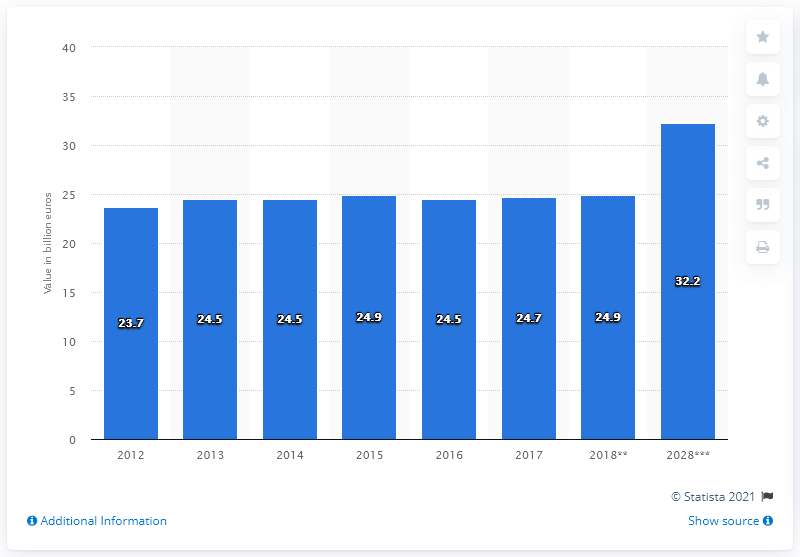 40
35
30
25
20
15
10
5
0
Value in billion euros
23.7 24.5 24.5 24.9 24.5 24.7 24.9 32.2
2012 2013 2014 2015 2016 2017 2018** 2028***
© Statista 2021
Additional Information Show source